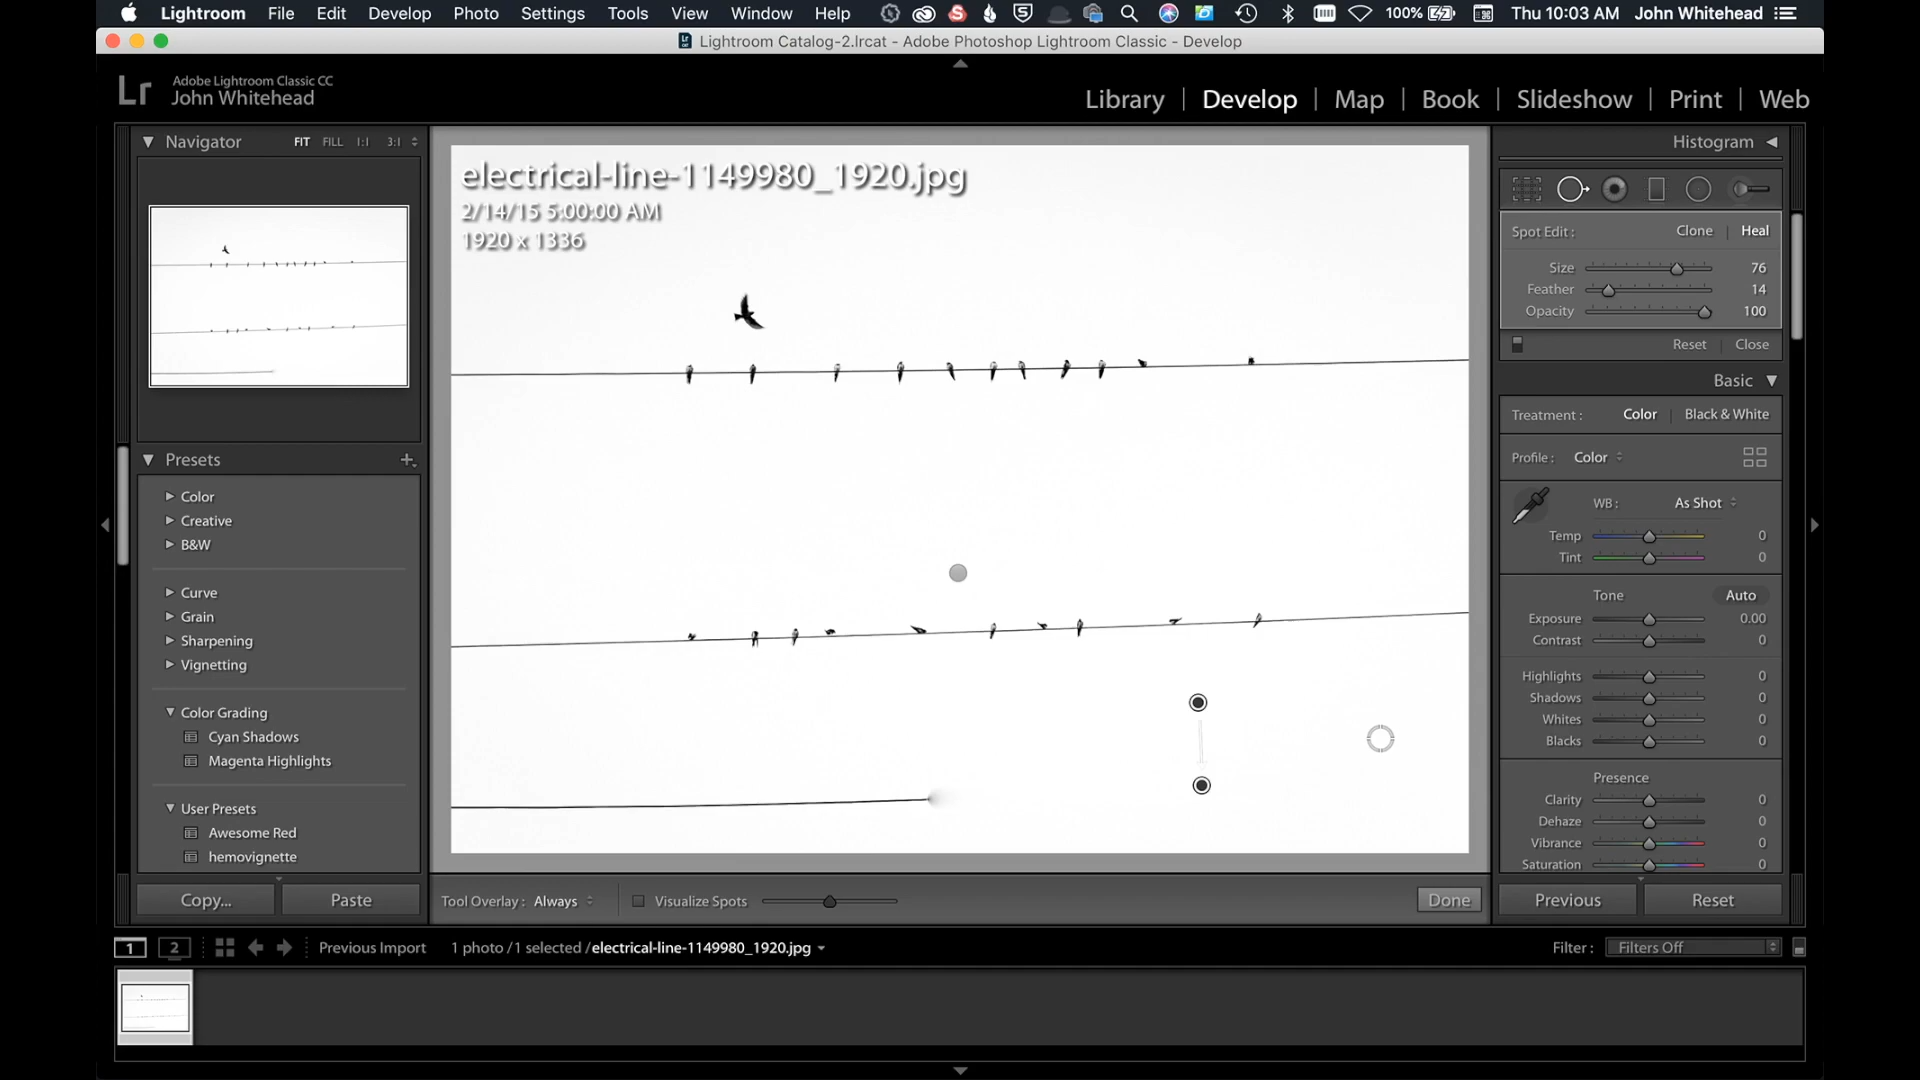 Lightroom File Edit Develop Photo Settings Tools View Window Help 100% Thu 10:03 AM John Whitehead
Lightroom Catalog-2.lrcat - Adobe Photoshop Lightroom Classic - Develop
Lr
Adobe Lightroom Classic CC
John Whitehead
Library | Develop | Map | Book | Slideshow | Print | Web
Navigator FIT FILL 1:1 3:1
Presets
Color
Creative
B&W
Curve
Grain
Sharpening
Vignetting
Color Grading
Cyan Shadows
Magenta Highlights
User Presets
Awesome Red
hemovignette
Copy... Paste
electrical-line-1149980_1920.jpg
2/14/15 5:00:00 AM
1920 x 1336
Tool Overlay : Always Visualize Spots Done
Histogram
Spot Edit : Clone | Heal
Size 76
Feather 14
Opacity 100
Reset Close
Basic
Treatment : Color | Black & White
Profile : Color
WB : As Shot
Temp 0
Tint 0
Tone Auto
Exposure 0.00
Contrast 0
Highlights 0
Shadows 0
Whites 0
Blacks 0
Presence
Clarity 0
Dehaze 0
Vibrance 0
Saturation 0
Previous Reset
1 2 Previous Import 1 photo / 1 selected / electrical-line-1149980_1920.jpg Filter : Filters Off